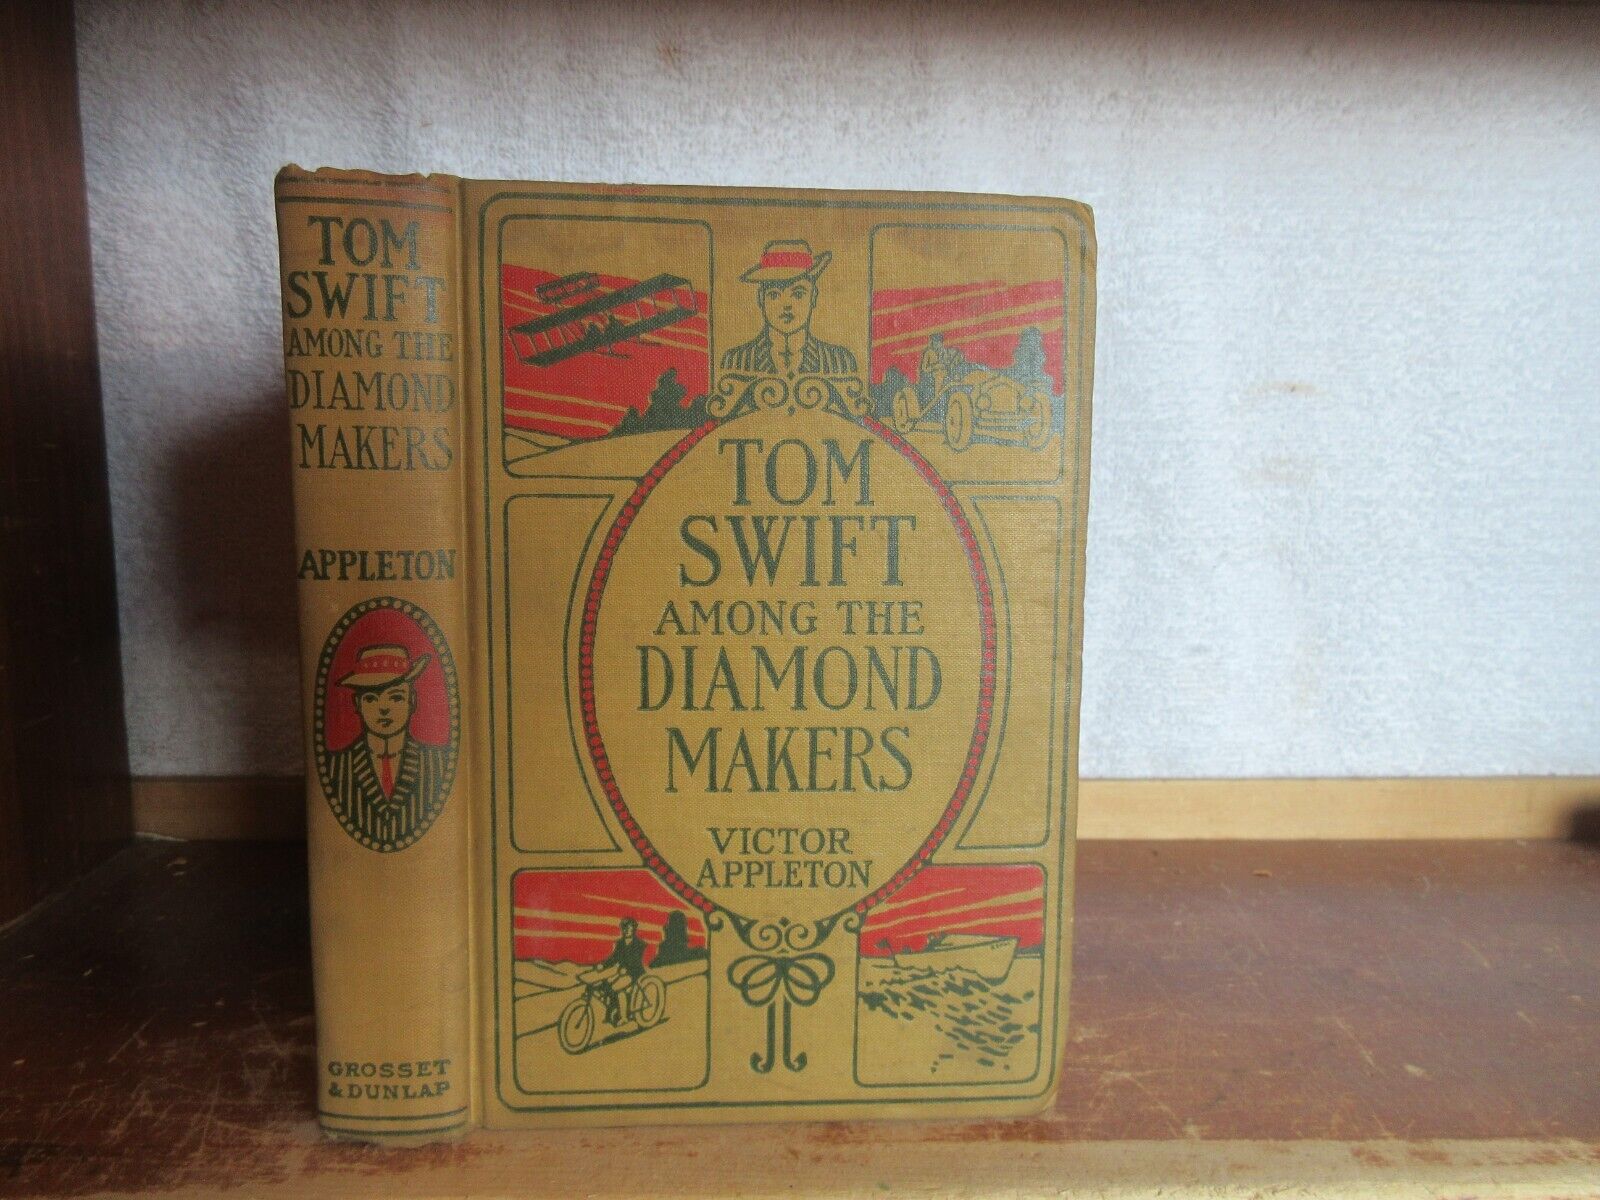 TOM
SWIFT
AMONG THE
DIAMOND
MAKERS
APPLETON
GROSSET
& DUNLAP
TOM
SWIFT
AMONG THE
DIAMOND
MAKERS
VICTOR
APPLETON